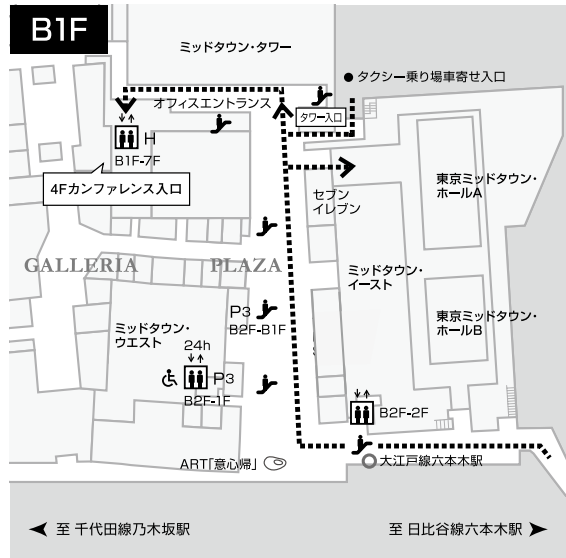 B1F
ミッドタウン・タワー
タクシー乗り場車寄せ入口
オフィスエントランス
タワー入口
H
B1F-7F
4Fカンファレンス入口
セブン
イレブン
東京ミッドタウン・
ホールA
GALLERIA
PLAZA
ミッドタウン・
イースト
P3
B2F-B1F
ミッドタウン・
ウエスト
東京ミッドタウン・
ホールB
24h
P3
B2F-1F
B2F-2F
ART「意心帰」
大江戸線六本木駅
至 千代田線乃木坂駅
至 日比谷線六本木駅